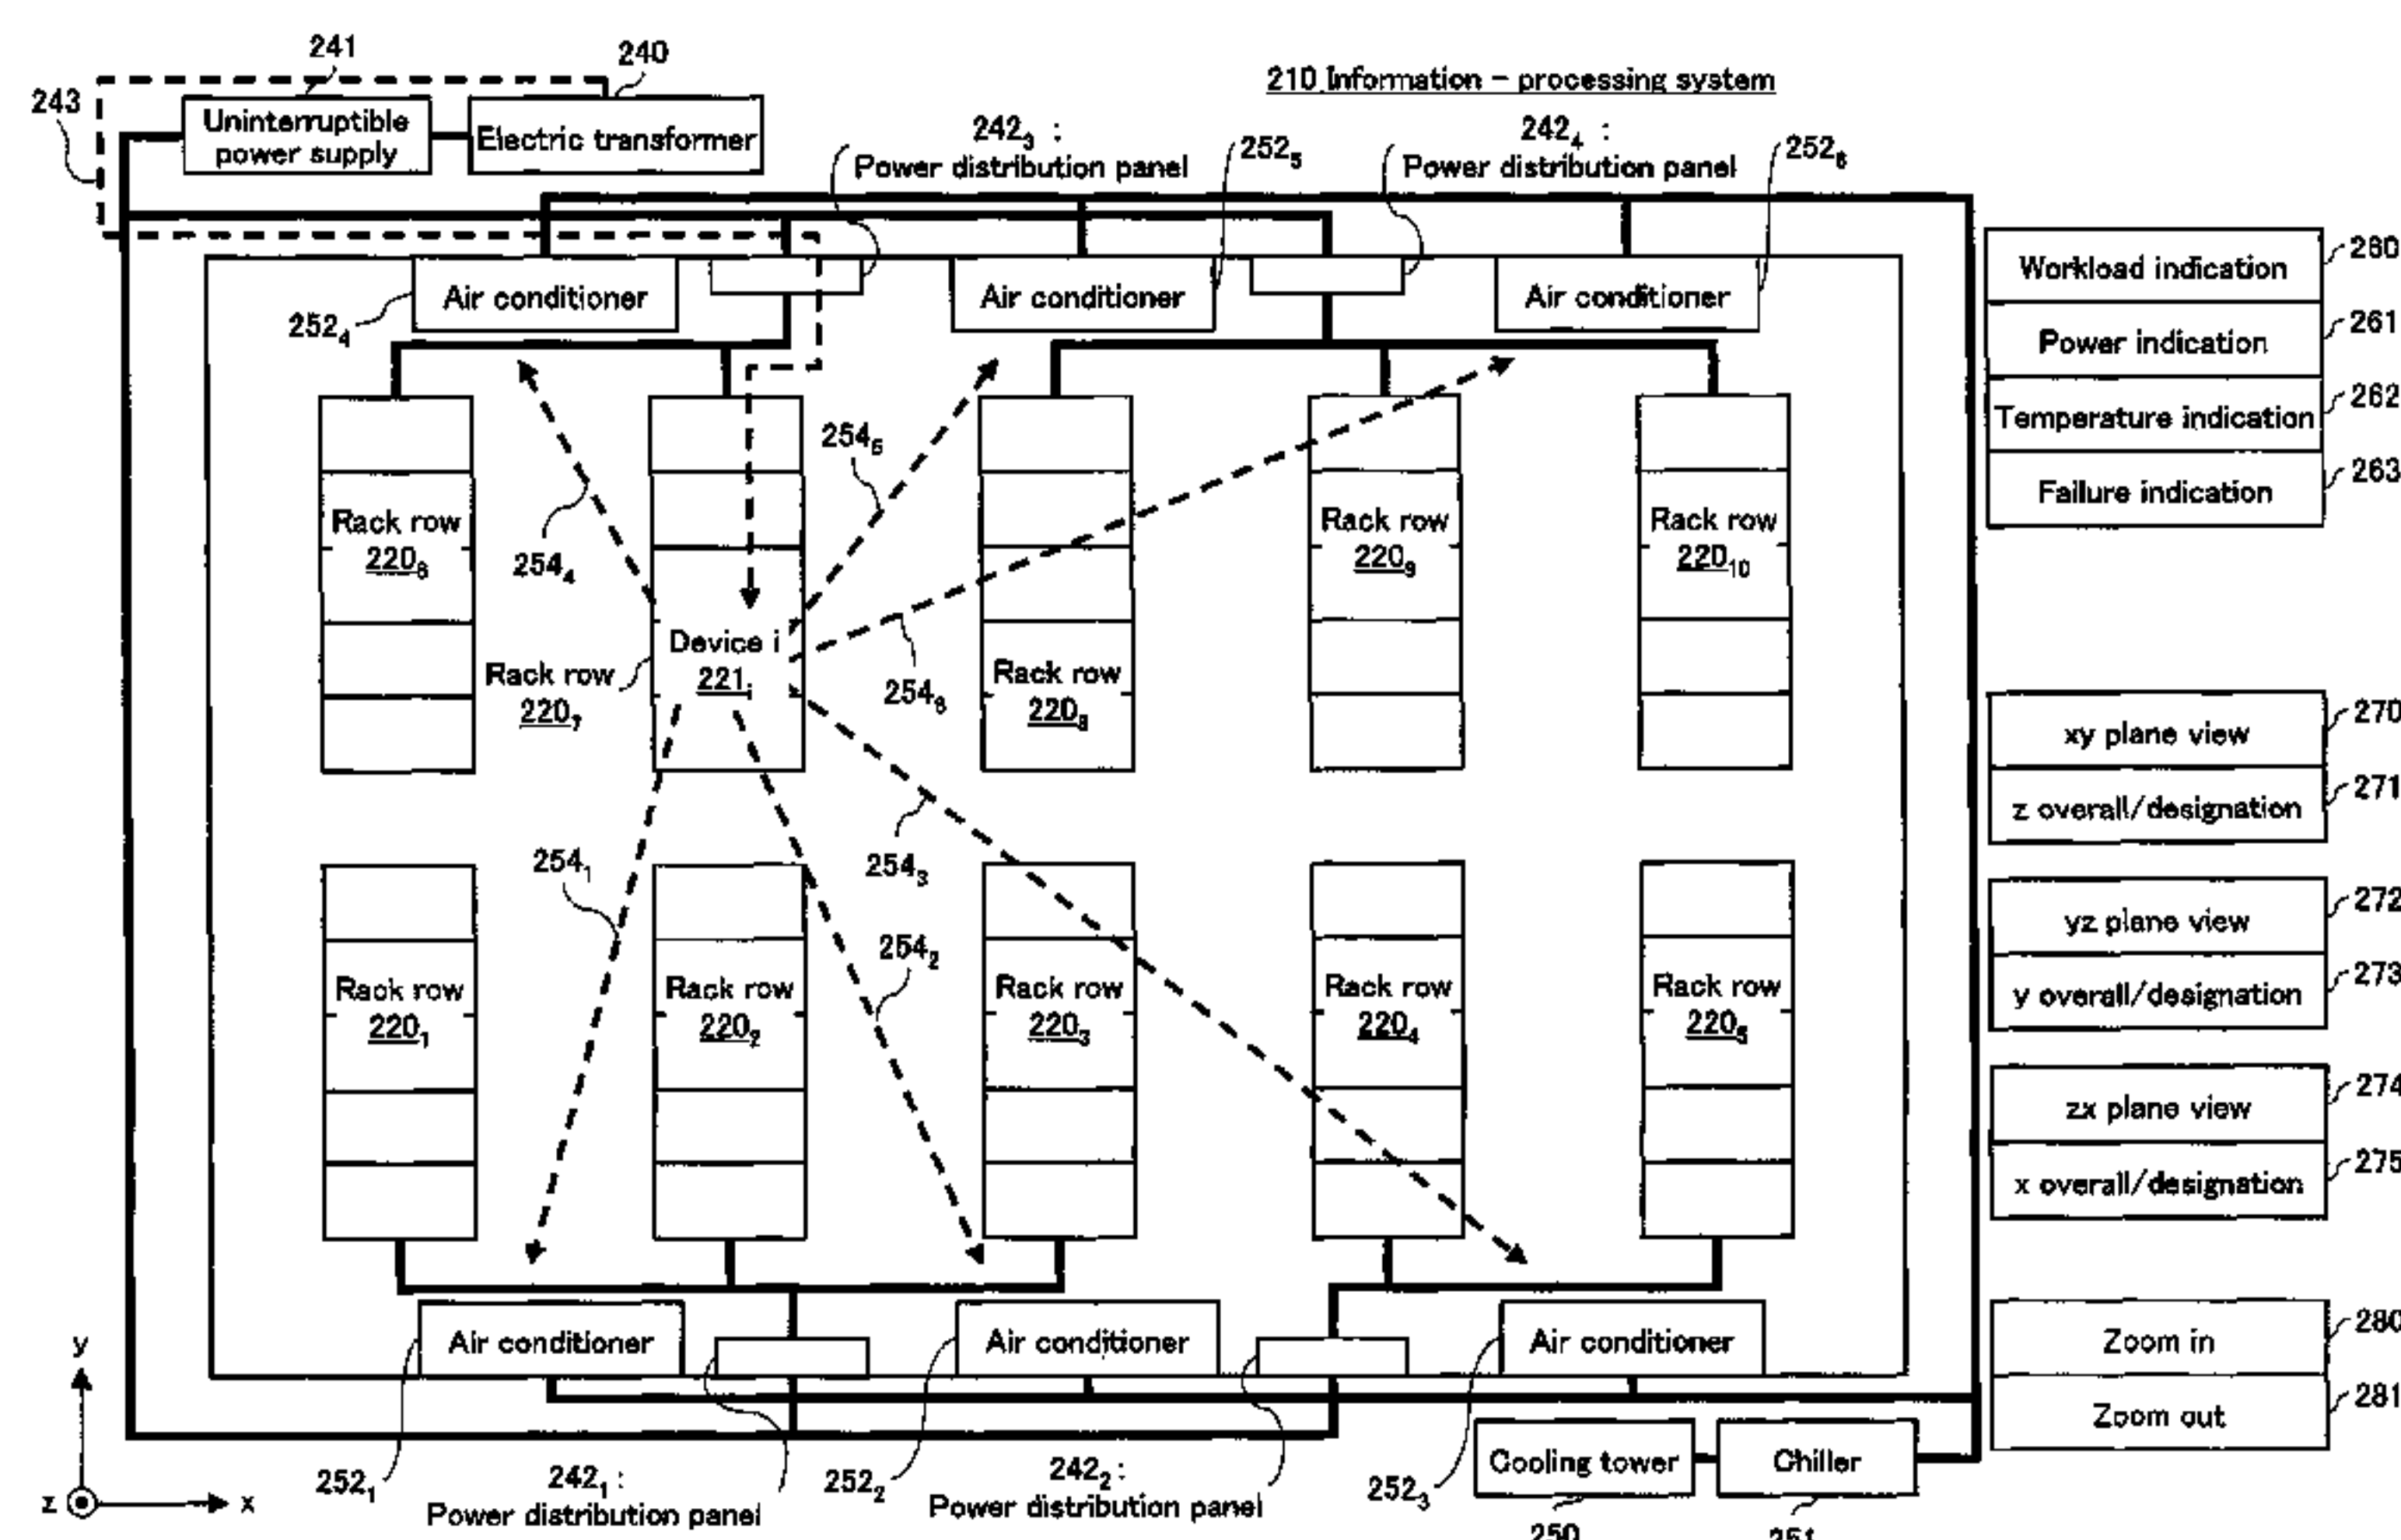 241
240
210 Information - processing system
243
Uninterruptible
power supply
Electric transformer
242₃ :
Power distribution panel
252₅
242₄ :
Power distribution panel
252₆
Air conditioner
Air conditioner
Air conditioner
252₄
Workload indication
260
Power indication
261
Temperature indication
262
Failure indication
263
254₅
254₄
Rack row
220₆
Rack row
220₉
Rack row
220₁₀
Device i
221ᵢ
Rack row
220₇
254₆
Rack row
220₈
xy plane view
270
z overall/designation
271
254₁
254₃
254₂
yz plane view
272
y overall/designation
273
Rack row
220₁
Rack row
220₂
Rack row
220₃
Rack row
220₄
Rack row
220₅
zx plane view
274
x overall/designation
275
Air conditioner
Air conditioner
Air conditioner
Zoom in
280
Zoom out
281
y
z
x
252₁
242₁ :
Power distribution panel
252₂
242₂ :
Power distribution panel
252₃
Cooling tower
Chiller
250
251